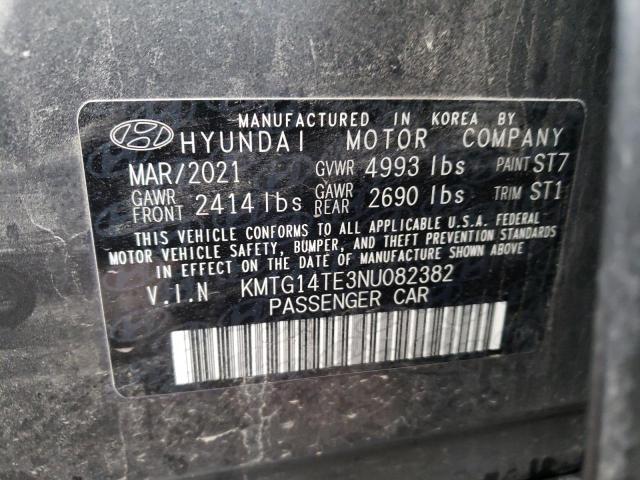 MANUFACTURED IN KOREA BY
HYUNDAI MOTOR COMPANY
MAR/2021 GVWR 4993 lbs PAINT ST7
GAWR FRONT 2414 lbs GAWR REAR 2690 lbs TRIM ST1
THIS VEHICLE CONFORMS TO ALL APPLICABLE U.S.A. FEDERAL
MOTOR VEHICLE SAFETY, BUMPER, AND THEFT PREVENTION STANDARDS
IN EFFECT ON THE DATE OF MANUFACTURE SHOWN ABOVE.
V.I.N KMTG14TE3NU082382
PASSENGER CAR